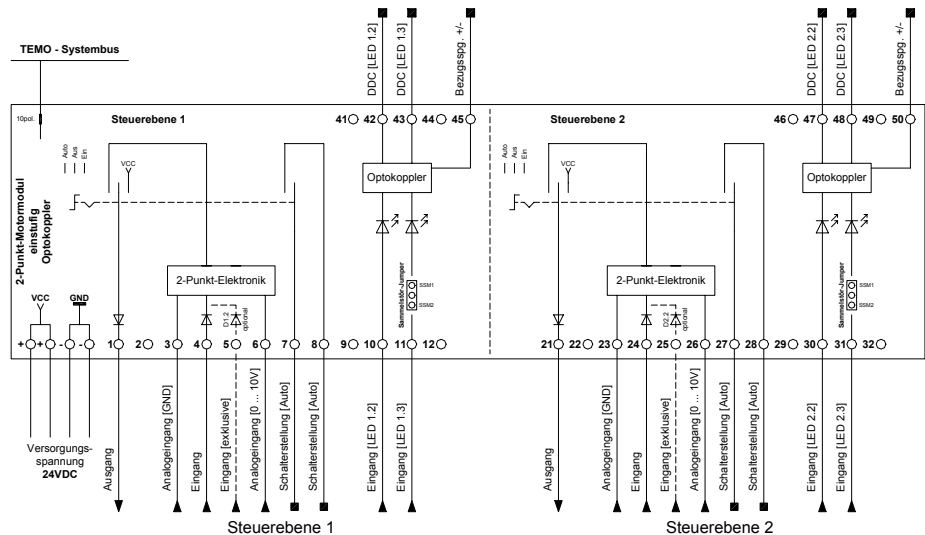 DDC [LED 1.2]
DDC [LED 1.3]
Bezugsspg. +/-
DDC [LED 2.2]
DDC [LED 2.3]
Bezugsspg. +/-
TEMO - Systembus
10pol.
Steuerebene 1
41
42
43
44
45
Steuerebene 2
46
47
48
49
50
Auto
Aus
Ein
VCC
Optokoppler
Auto
Aus
Ein
VCC
Optokoppler
2-Punkt-Motormodul
einstufig
Optokoppler
2-Punkt-Elektronik
Sammelstör-Jumper
SSM1
SSM2
2-Punkt-Elektronik
Sammelstör-Jumper
SSM1
SSM2
VCC
GND
D1.2
optional
D2.2
optional
+
+
-
-
1
2
3
4
5
6
7
8
9
10
11
12
21
22
23
24
25
26
27
28
29
30
31
32
Versorgungs-
spannung
24VDC
Ausgang
Analogeingang [GND]
Eingang
Eingang [exklusive]
Analogeingang [0 ... 10V]
Schalterstellung [Auto]
Schalterstellung [Auto]
Eingang [LED 1.2]
Eingang [LED 1.3]
Ausgang
Analogeingang [GND]
Eingang
Eingang [exklusive]
Analogeingang [0 ... 10V]
Schalterstellung [Auto]
Schalterstellung [Auto]
Eingang [LED 2.2]
Eingang [LED 2.3]
Steuerebene 1
Steuerebene 2